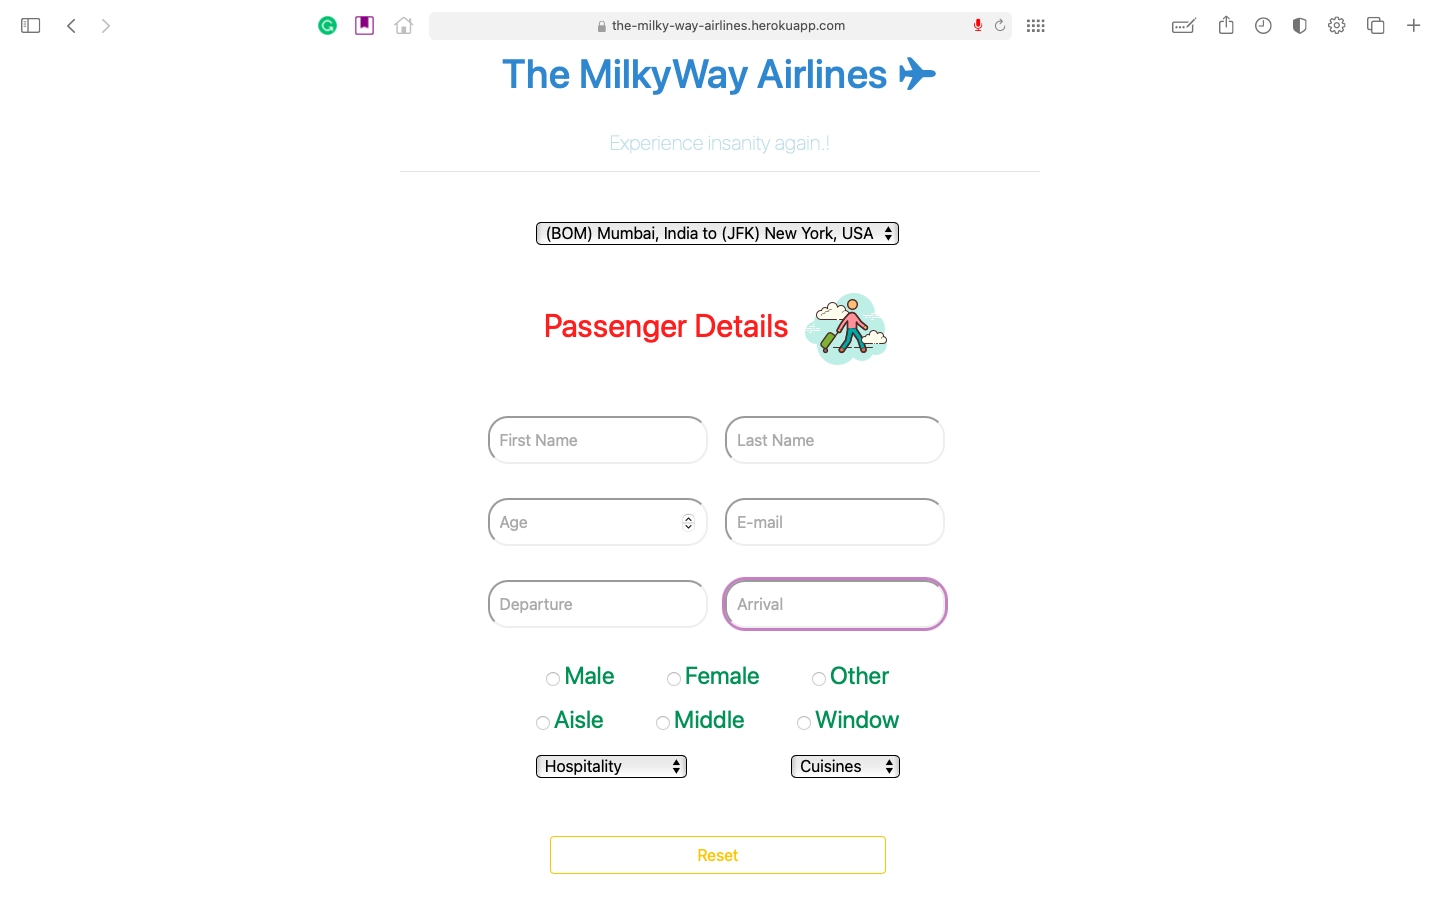 the-milky-way-airlines.herokuapp.com
The MilkyWay Airlines
Experience insanity again.!
(BOM) Mumbai, India to (JFK) New York, USA
Passenger Details
First Name Last Name
Age E-mail
Departure Arrival
Male Female Other
Aisle Middle Window
Hospitality Cuisines
Reset